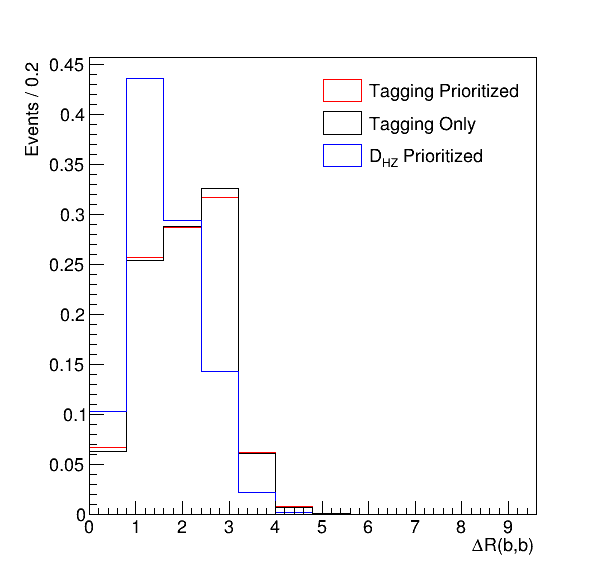 Events / 0.2
0.45
0.4
0.35
0.3
0.25
0.2
0.15
0.1
0.05
0
Tagging Prioritized
Tagging Only
D_HZ Prioritized
0 1 2 3 4 5 6 7 8 9
ΔR(b,b)